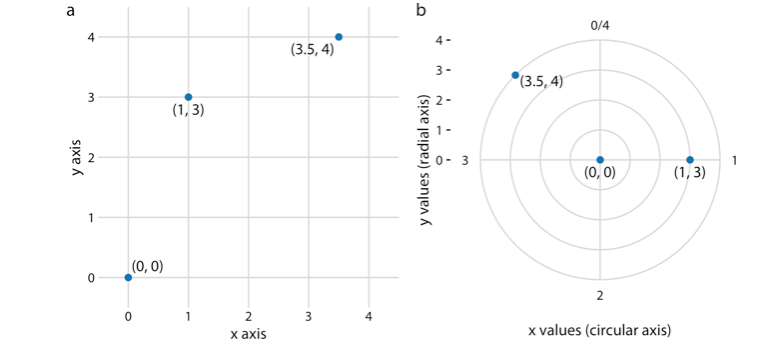 a
4
3
2
1
0
y axis
(3.5, 4)
(1, 3)
(0, 0)
0 1 2 3 4
x axis
b
0/4
4
3
2
1
0
y values (radial axis)
3
(3.5, 4)
(0, 0)
(1, 3)
1
2
x values (circular axis)